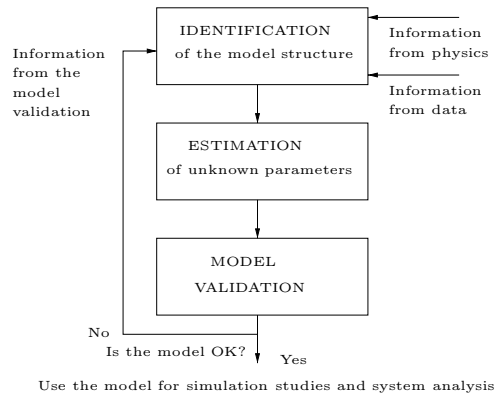 IDENTIFICATION
of the model structure
Information
from physics
Information
from data
Information
from the
model
validation
ESTIMATION
of unknown parameters
MODEL
VALIDATION
No
Is the model OK?
Yes
Use the model for simulation studies and system analysis